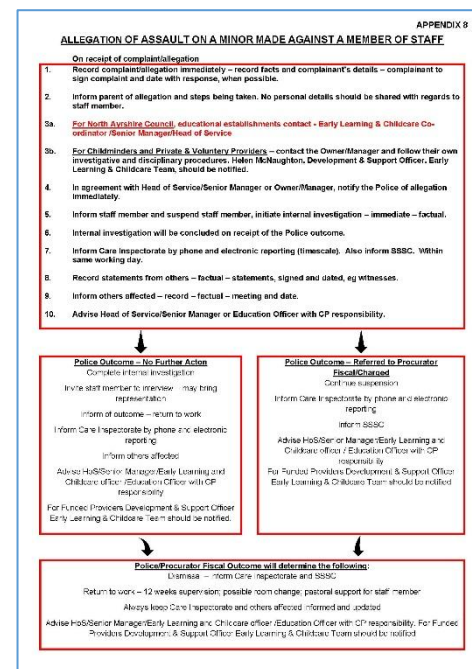 APPENDIX 8
ALLEGATION OF ASSAULT ON A MINOR MADE AGAINST A MEMBER OF STAFF
On receipt of complaint/allegation
1. Record complaint/allegation immediately – record facts and complainant's details – complainant to
sign complaint and date with response, when possible.
2. Inform parent of allegation and steps being taken. No personal details should be shared with regards to
staff member.
3a. For North Ayrshire Council, educational establishments contact - Early Learning & Childcare Co-
ordinator /Senior Manager/Head of Service
3b. For Childminders and Private & Voluntary Providers – contact the Owner/Manager and follow their own
investigative and disciplinary procedures. Helen McNaughton, Development & Support Officer, Early
Learning & Childcare Team, should be notified.
4. In agreement with Head of Service/Senior Manager or Owner/Manager, notify the Police of allegation
immediately.
5. Inform staff member and suspend staff member, initiate internal investigation – immediate – factual.
6. Internal investigation will be concluded on receipt of the Police outcome.
7. Inform Care Inspectorate by phone and electronic reporting (timescale). Also inform SSSC. Within
same working day.
8. Record statements from others – factual – statements, signed and dated, eg witnesses.
9. Inform others affected – record – factual – meeting and date.
10. Advise Head of Service/Senior Manager or Education Officer with CP responsibility.
Police Outcome – No Further Acton
Complete internal investigation
Invite staff member to interview – may bring
representation
Inform of outcome – return to work
Inform Care Inspectorate by phone and electronic
reporting
Inform others affected
Advise HoS/Senior Manager/Early Learning and
Childcare officer /Education Officer with CP
responsibility
For Funded Providers Development & Support Officer
Early Learning & Childcare Team should be notified.
Police Outcome – Referred to Procurator
Fiscal/Charged
Continue suspension
Inform Care Inspectorate by phone and electronic
reporting
Inform SSSC
Advise HoS/Senior Manager/Early Learning and
Childcare officer / Education Officer with CP
responsibility
For Funded Providers Development & Support Officer
Early Learning & Childcare Team should be notified
Police/Procurator Fiscal Outcome will determine the following:
Dismissal – Inform Care Inspectorate and SSSC
Return to work – 12 weeks supervision; possible room change; pastoral support for staff member
Always keep Care Inspectorate and others affected informed and updated
Advise HoS/Senior Manager/Early Learning and Childcare officer /Education Officer with CP responsibility. For Funded
Providers Development & Support Officer Early Learning & Childcare Team should be notified